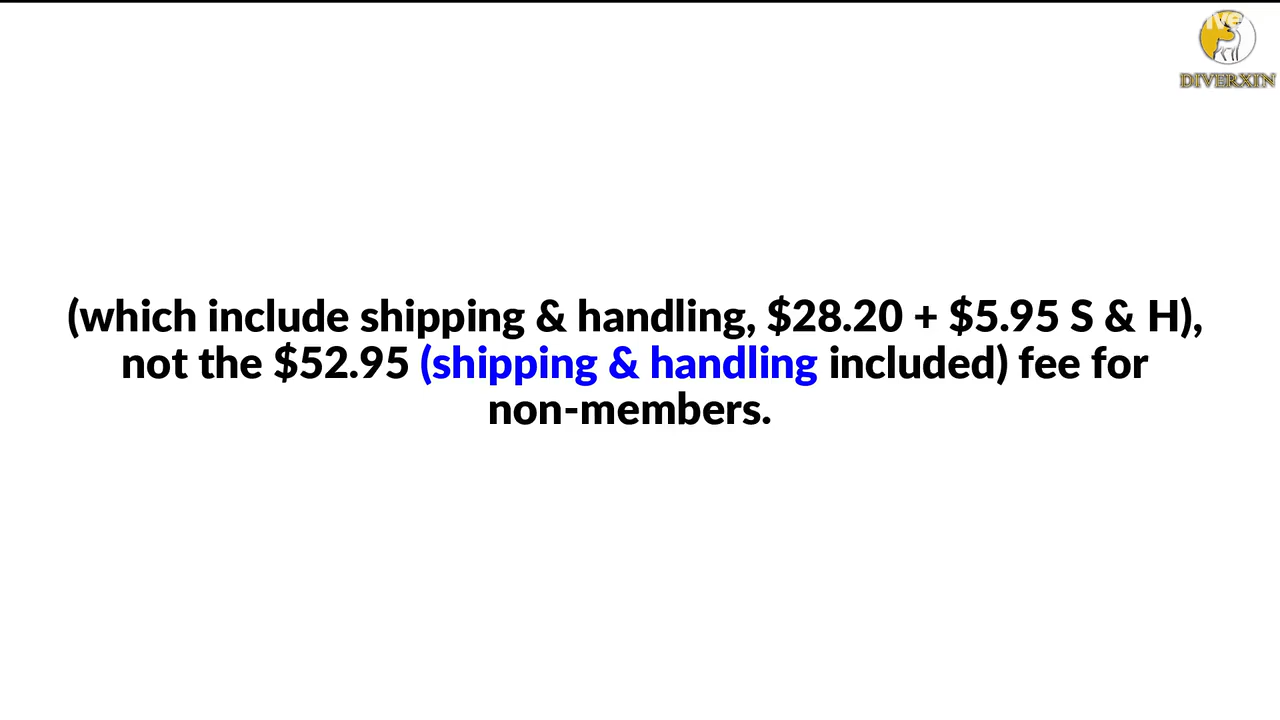 DIVERXIN
(which include shipping & handling, $28.20 + $5.95 S & H),
not the $52.95 (shipping & handling included) fee for
non-members.